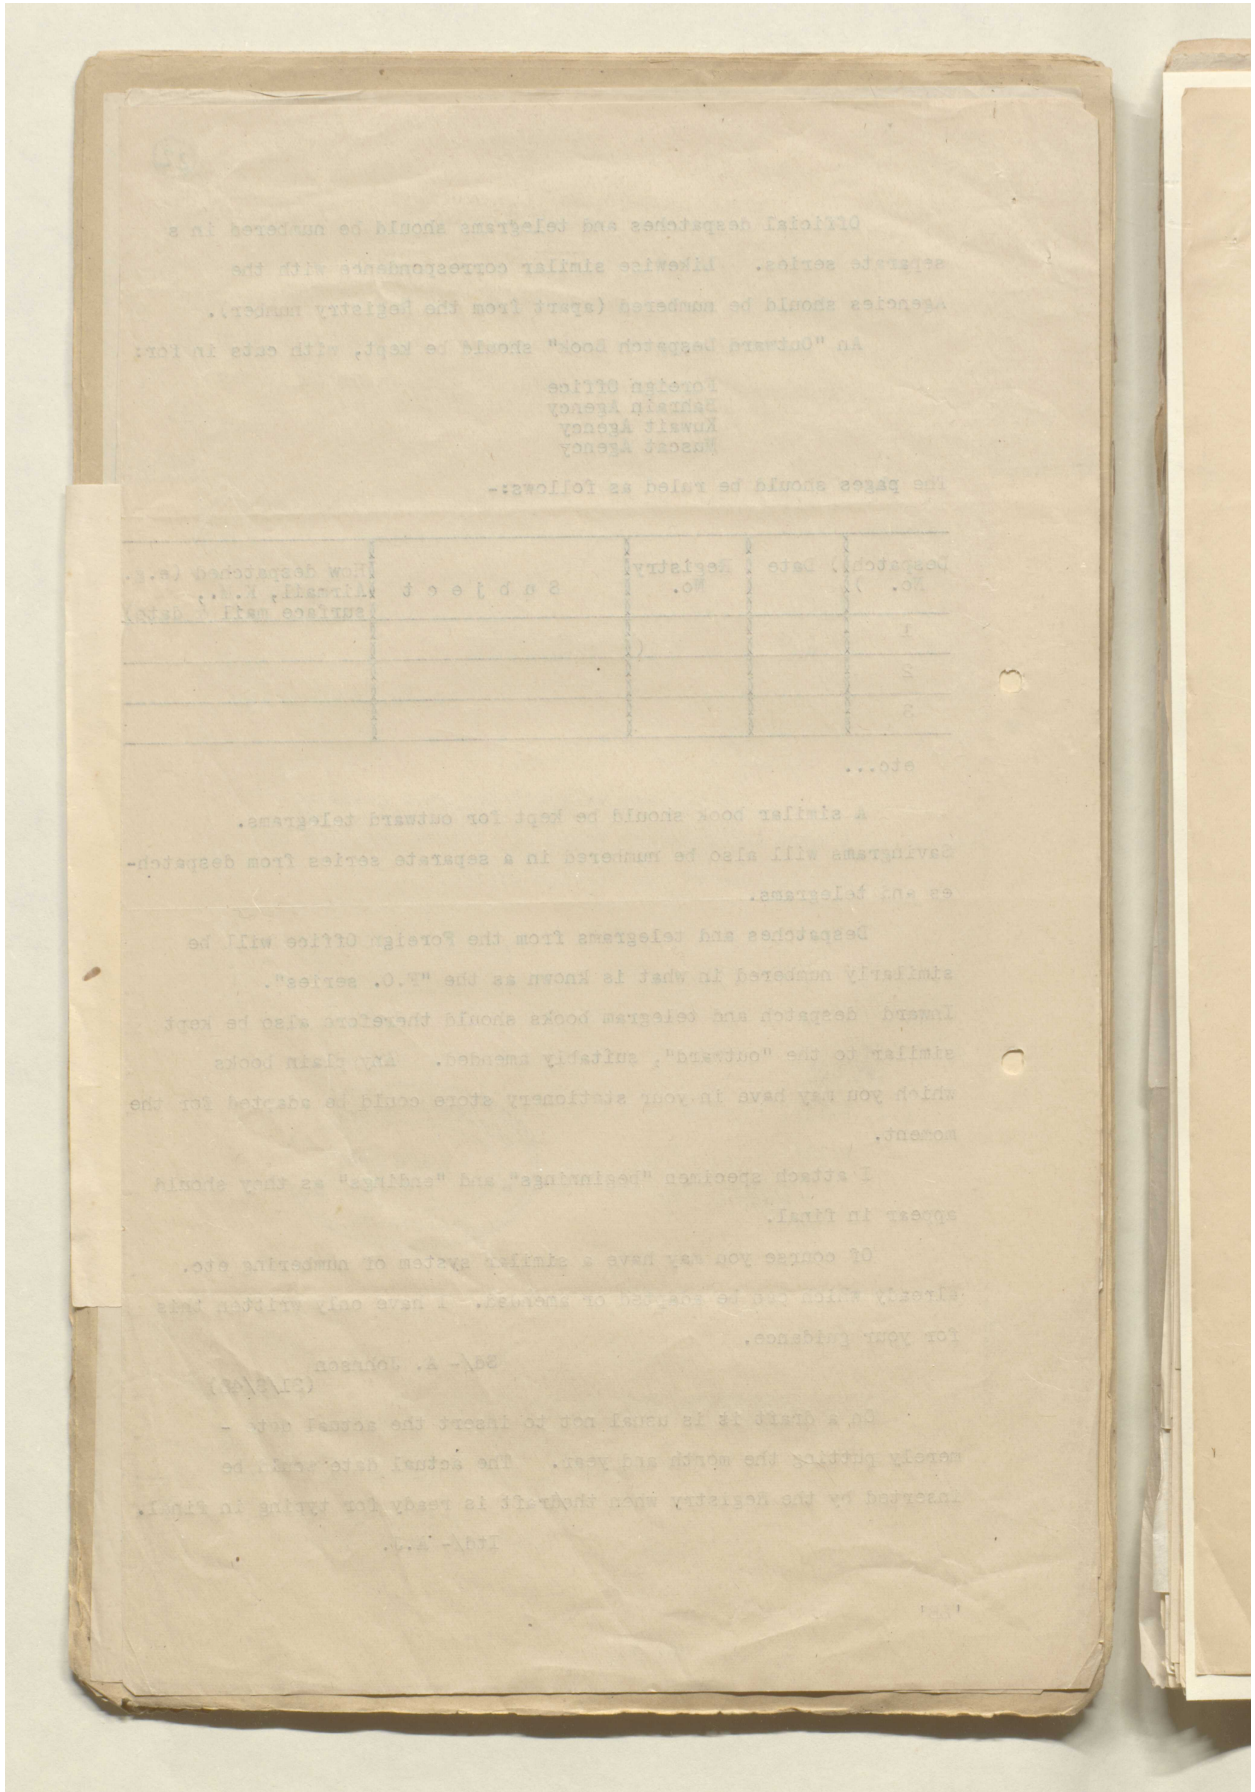 Official despatches and telegrams should be numbered in a
separate series. Likewise similar correspondence with the
Agencies should be numbered (apart from the Registry number).
An "Outward Despatch Book" should be kept, with cuts in for:
Foreign Office
Bahrain Agency
Kuwait Agency
Muscat Agency
The pages should be ruled as follows:-
Despatch) Date Registry S u b j e c t How despatched (e.g.
No. ) No. Airmail,
surface mail & date)
1
2
3
etc...
A similar book should be kept for outward telegrams.
Savingrams will also be numbered in a separate series from despatch-
es and telegrams.
Despatches and telegrams from the Foreign Office will be
similarly numbered in what is known as the "F.O. series".
Inward despatch and telegram books should therefore also be kept
similar to the "outward", suitably amended. Any plain books
which you may have in your stationery store could be adapted for the
moment.
I attach specimen "beginnings" and "endings" as they should
appear in final.
Of course you may have a similar system of numbering etc.
already which can be or amended. I have only written this
for your guidance.
Sd/- A. Johnson
On a draft it is usual not to insert the actual date -
merely putting the month and year. The actual date should be
inserted by the Registry when the/draft is ready for typing in final.
Itd/- A.J.